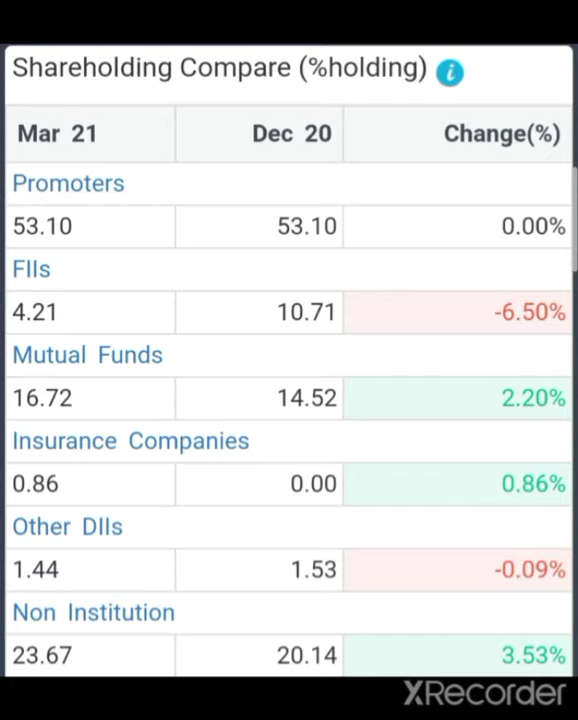 Shareholding Compare (%holding) i
Mar 21 Dec 20 Change(%)
Promoters
53.10 53.10 0.00%
FIIs
4.21 10.71 -6.50%
Mutual Funds
16.72 14.52 2.20%
Insurance Companies
0.86 0.00 0.86%
Other DIIs
1.44 1.53 -0.09%
Non Institution
23.67 20.14 3.53%
XRecorder